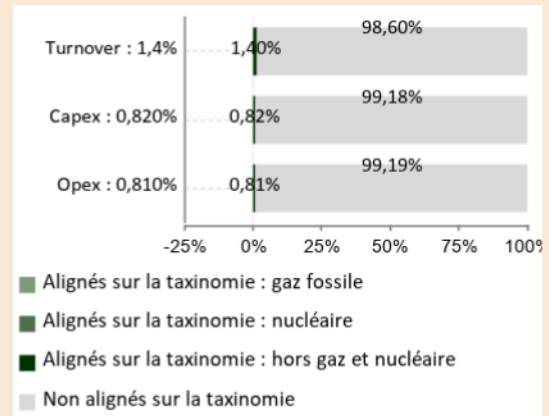 98,60%
Turnover : 1,4% 1,40%
99,18%
Capex : 0,820% 0,82%
99,19%
Opex : 0,810% 0,81%
-25% 0% 25% 50% 75% 100%
Alignés sur la taxinomie : gaz fossile
Alignés sur la taxinomie : nucléaire
Alignés sur la taxinomie : hors gaz et nucléaire
Non alignés sur la taxinomie